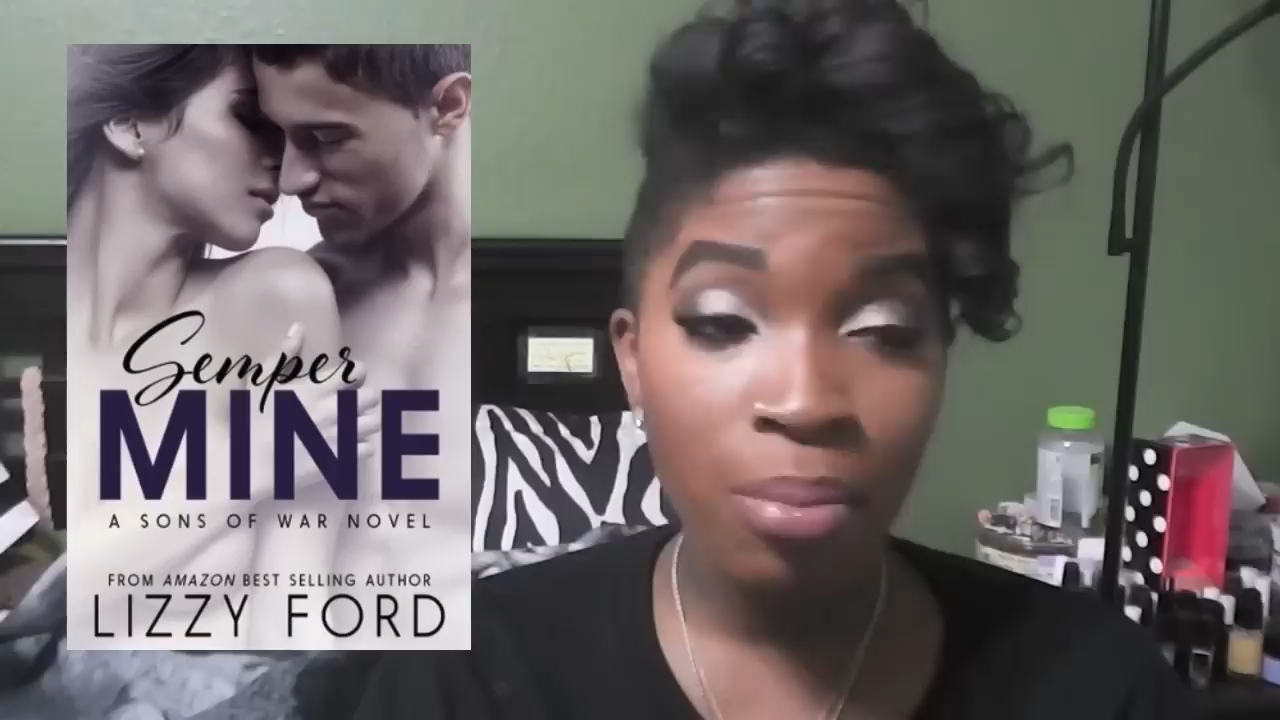 Semper
MINE
A SONS OF WAR NOVEL
FROM AMAZON BEST SELLING AUTHOR
LIZZY FORD